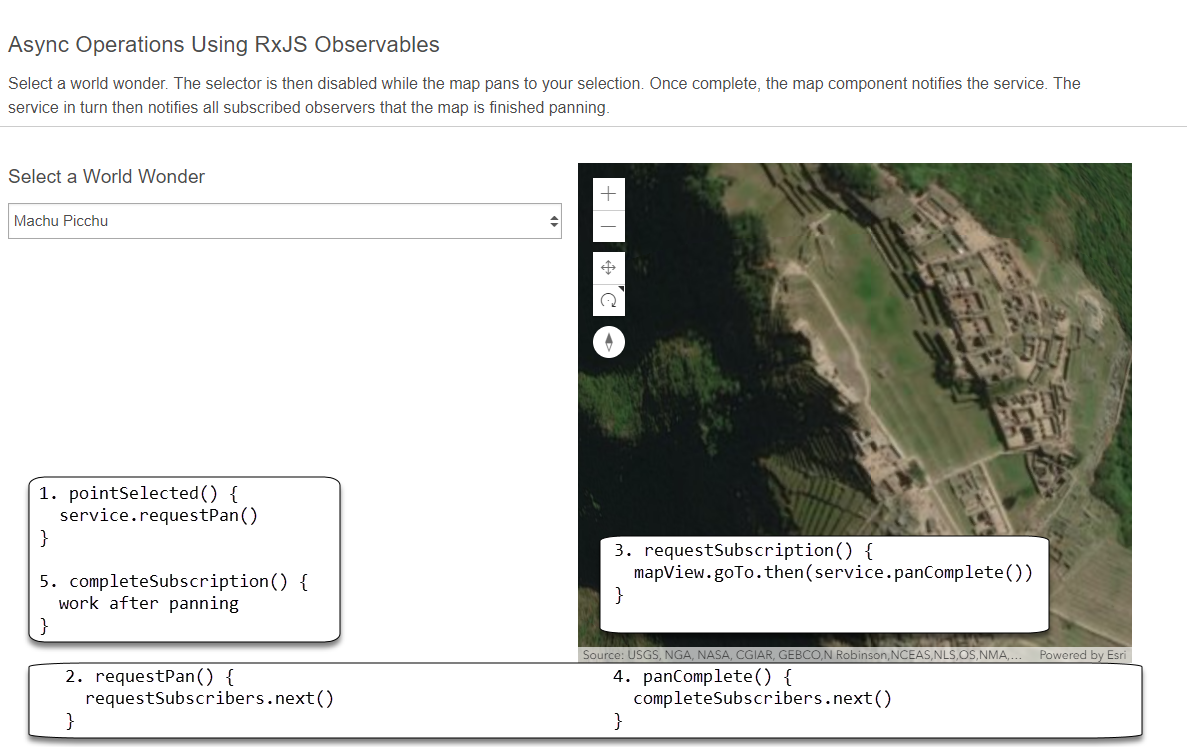 Async Operations Using RxJS Observables
Select a world wonder. The selector is then disabled while the map pans to your selection. Once complete, the map component notifies the service. The
service in turn then notifies all subscribed observers that the map is finished panning.
Select a World Wonder
Machu Picchu
1. pointSelected() {
service.requestPan()
}
5. completeSubscription() {
work after panning
}
3. requestSubscription() {
mapView.goTo.then(service.panComplete())
}
Source: USGS, NGA, NASA, CGIAR, GEBCO,N Robinson,NCEAS,NLS,OS,NMA,...
Powered by Esri
2. requestPan() {
requestSubscribers.next()
}
4. panComplete() {
completeSubscribers.next()
}